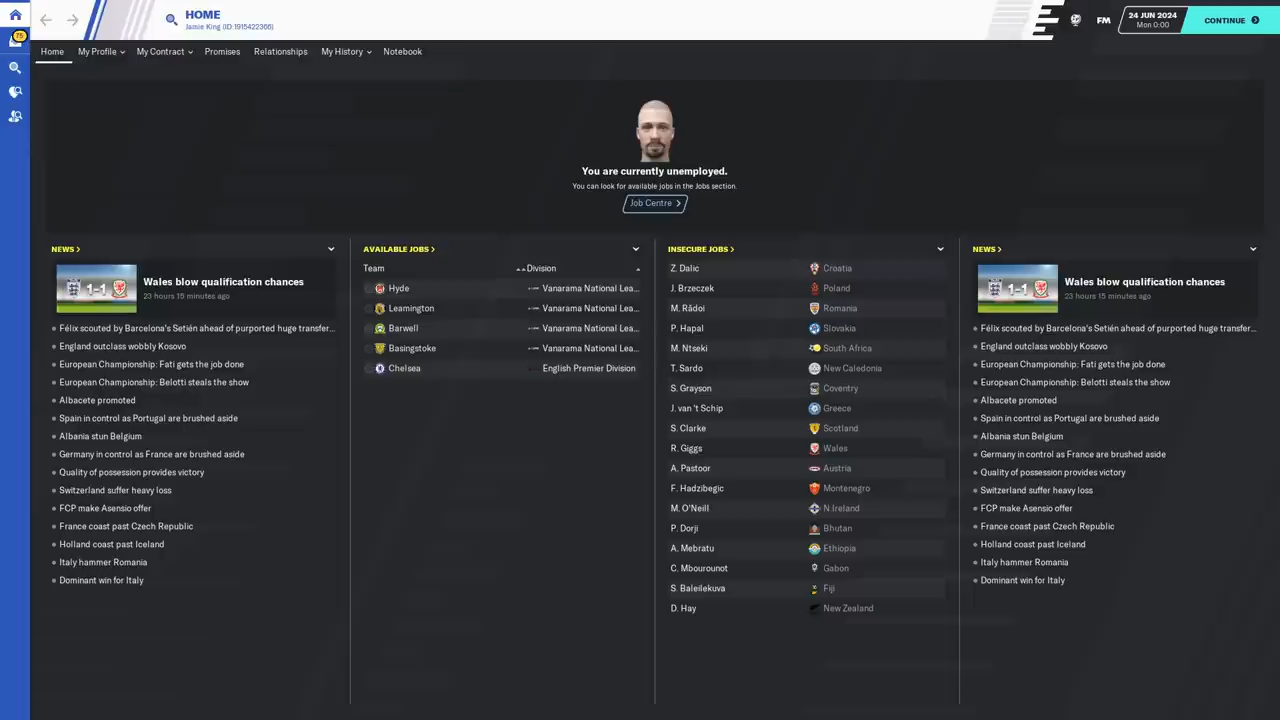 HOME
Jamie King (ID:1915422366)
75
FM
24 JUN 2024
Mon 0:00
CONTINUE
Home
My Profile
My Contract
Promises
Relationships
My History
Notebook
You are currently unemployed.
You can look for available jobs in the Jobs section.
Job Centre
NEWS
1-1
Wales blow qualification chances
23 hours 15 minutes ago
Félix scouted by Barcelona's Setién ahead of purported huge transfer...
England outclass wobbly Kosovo
European Championship: Fati gets the job done
European Championship: Belotti steals the show
Albacete promoted
Spain in control as Portugal are brushed aside
Albania stun Belgium
Germany in control as France are brushed aside
Quality of possession provides victory
Switzerland suffer heavy loss
FCP make Asensio offer
France coast past Czech Republic
Holland coast past Iceland
Italy hammer Romania
Dominant win for Italy
AVAILABLE JOBS
Team Division
Hyde Vanarama National Lea...
Leamington Vanarama National Lea...
Barwell Vanarama National Lea...
Basingstoke Vanarama National Lea...
Chelsea English Premier Division
INSECURE JOBS
Z. Dalic Croatia
J. Brzeczek Poland
M. Rădoi Romania
P. Hapal Slovakia
M. Ntseki South Africa
T. Sardo New Caledonia
S. Grayson Coventry
J. van 't Schip Greece
S. Clarke Scotland
R. Giggs Wales
A. Pastoor Austria
F. Hadzibegic Montenegro
M. O'Neill N.Ireland
P. Dorji Bhutan
A. Mebratu Ethiopia
C. Mbourounot Gabon
S. Baleilekuva Fiji
D. Hay New Zealand
NEWS
1-1
Wales blow qualification chances
23 hours 15 minutes ago
Félix scouted by Barcelona's Setién ahead of purported huge transfer...
England outclass wobbly Kosovo
European Championship: Fati gets the job done
European Championship: Belotti steals the show
Albacete promoted
Spain in control as Portugal are brushed aside
Albania stun Belgium
Germany in control as France are brushed aside
Quality of possession provides victory
Switzerland suffer heavy loss
FCP make Asensio offer
France coast past Czech Republic
Holland coast past Iceland
Italy hammer Romania
Dominant win for Italy